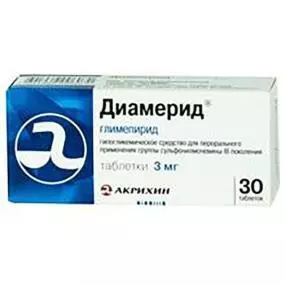 Диамерид®
глимепирид
гипогликемическое средство для перорального
применения группы сульфонилмочевины III поколения
таблетки 3 мг
АКРИХИН
30
таблеток